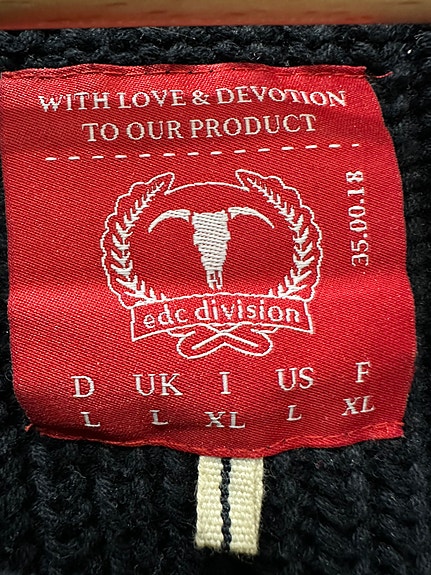 WITH LOVE & DEVOTION
TO OUR PRODUCT
35.00.18
edc division
D UK I US F
L L XL L XL